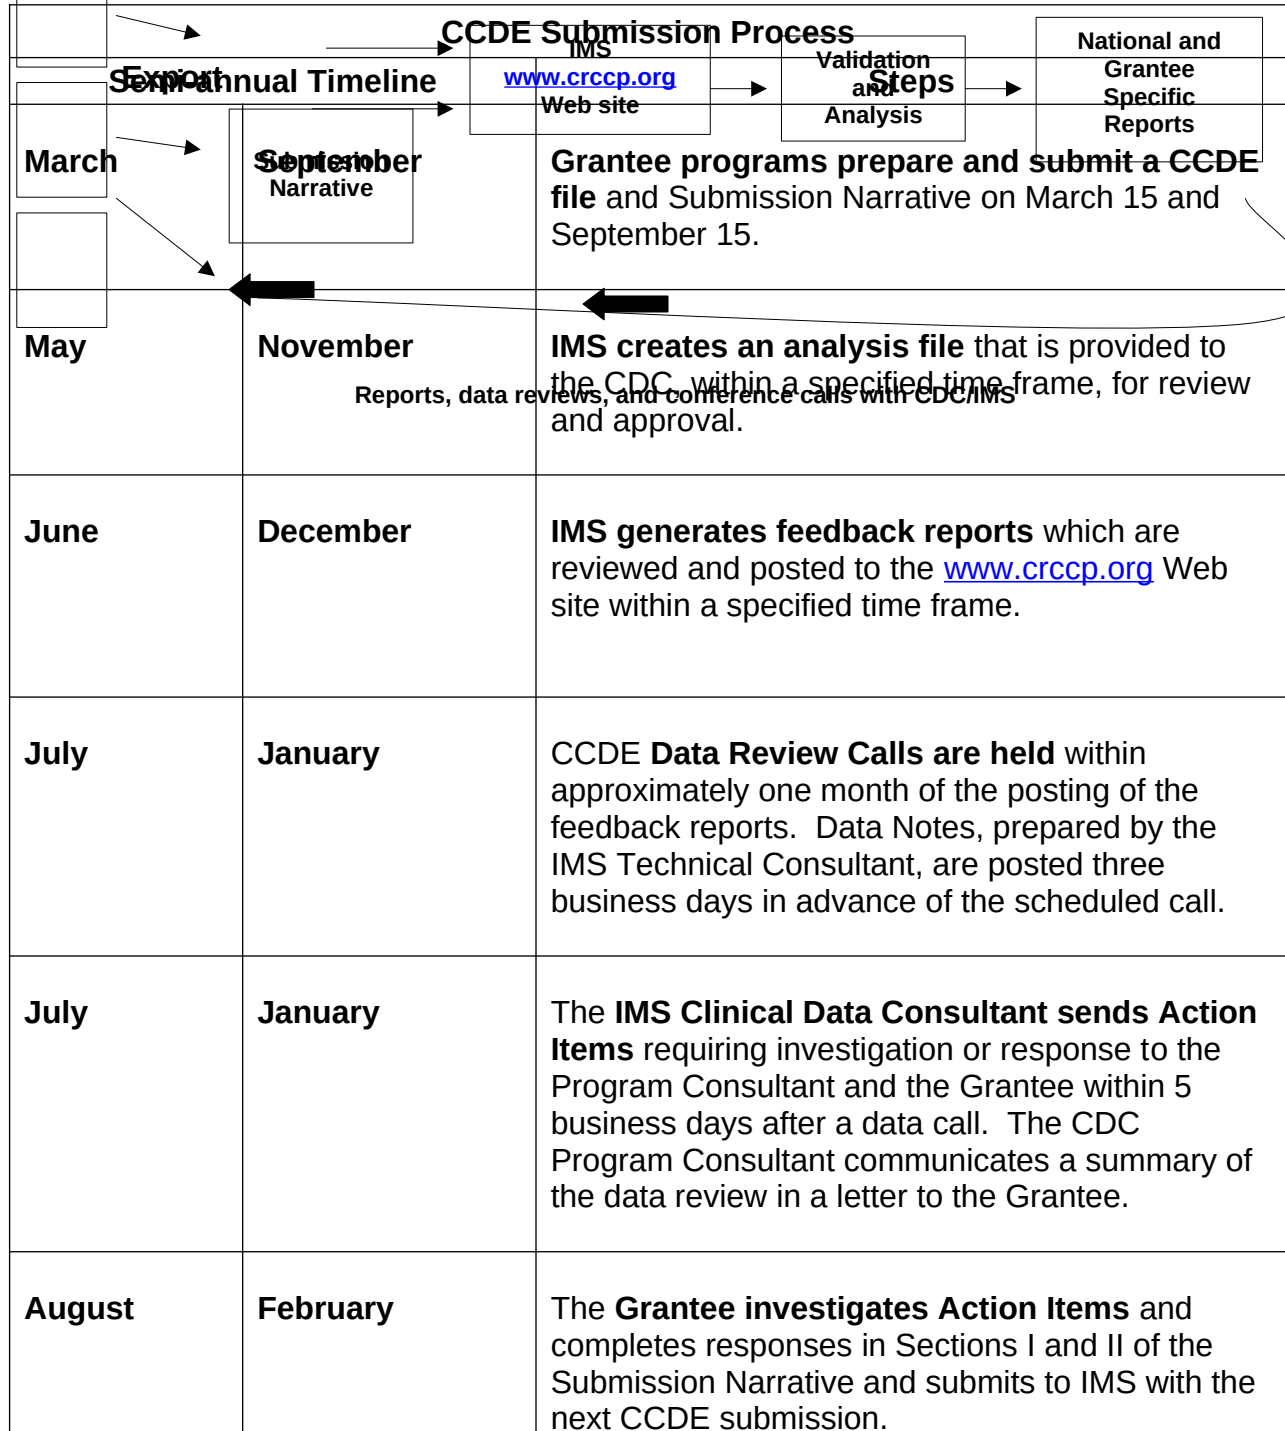 CCDE Submission Process
IMS
www.crccp.org
Web site
Validation
and
Analysis
National and
Grantee
Specific
Reports
Export
Semi-annual Timeline
Steps
Submission
Narrative
March
September
Grantee programs prepare and submit a CCDE
file and Submission Narrative on March 15 and
September 15.
May
November
IMS creates an analysis file that is provided to
the CDC, within a specified time frame, for review
and approval.
Reports, data reviews, and conference calls with CDC/IMS
June
December
IMS generates feedback reports which are
reviewed and posted to the www.crccp.org Web
site within a specified time frame.
July
January
CCDE Data Review Calls are held within
approximately one month of the posting of the
feedback reports.  Data Notes, prepared by the
IMS Technical Consultant, are posted three
business days in advance of the scheduled call.
July
January
The IMS Clinical Data Consultant sends Action
Items requiring investigation or response to the
Program Consultant and the Grantee within 5
business days after a data call.  The CDC
Program Consultant communicates a summary of
the data review in a letter to the Grantee.
August
February
The Grantee investigates Action Items and
completes responses in Sections I and II of the
Submission Narrative and submits to IMS with the
next CCDE submission.